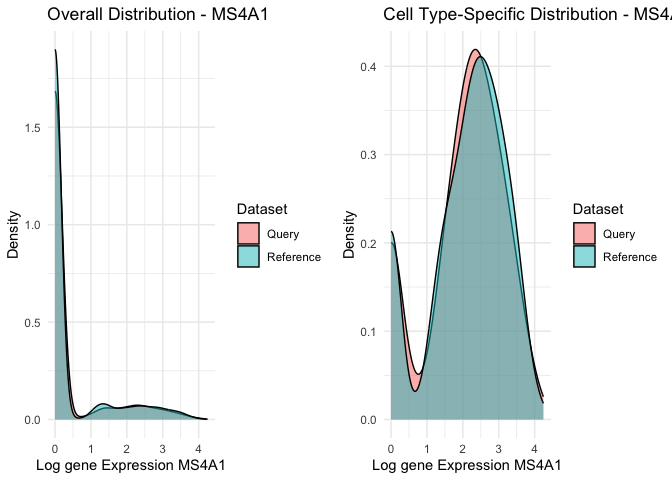 Overall Distribution - MS4A1
Density
1.5
1.0
0.5
0.0
0 1 2 3 4
Log gene Expression MS4A1
Dataset
Query
Reference
Cell Type-Specific Distribution - MS4A
Density
0.4
0.3
0.2
0.1
0.0
0 1 2 3 4
Log gene Expression MS4A1
Dataset
Query
Reference